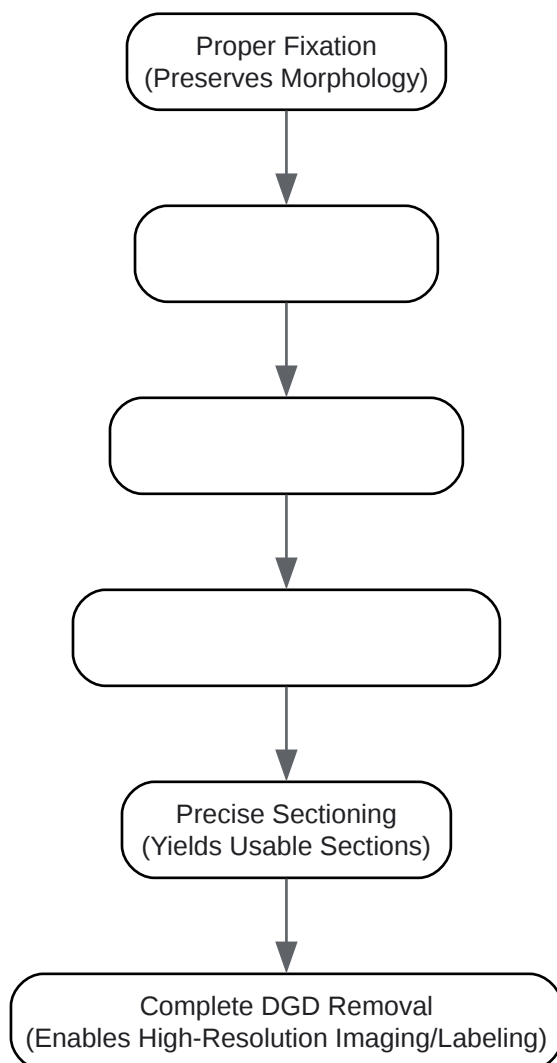 Proper Fixation
(Preserves Morphology)
Precise Sectioning
(Yields Usable Sections)
Complete DGD Removal
(Enables High-Resolution Imaging/Labeling)